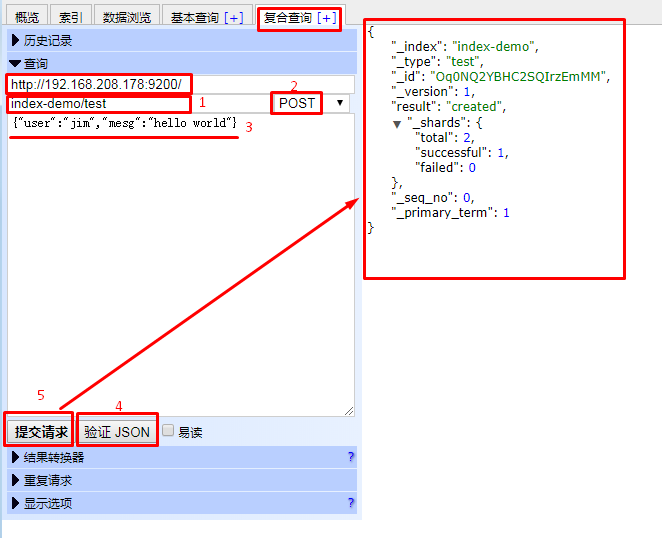 概览 索引 数据浏览 基本查询 [+] 复合查询 [+]
历史记录
查询
http://192.168.208.178:9200/
2
index-demo/test
1
POST
{"user":"jim","mesg":"hello world"}
3
5
4
提交请求 验证 JSON 易读
结果转换器 ?
重复请求
显示选项 ?
{
"_index": "index-demo",
"_type": "test",
"_id": "Oq0NQ2YBHC2SQIrzEmMM",
"_version": 1,
"result": "created",
"_shards": {
"total": 2,
"successful": 1,
"failed": 0
},
"_seq_no": 0,
"_primary_term": 1
}